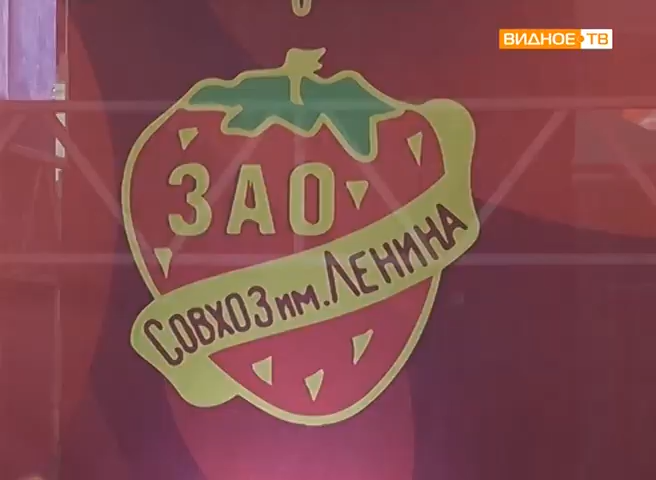 ВИДНОЕ ТВ
ЗАО
СОВХОЗ им. ЛЕНИНА